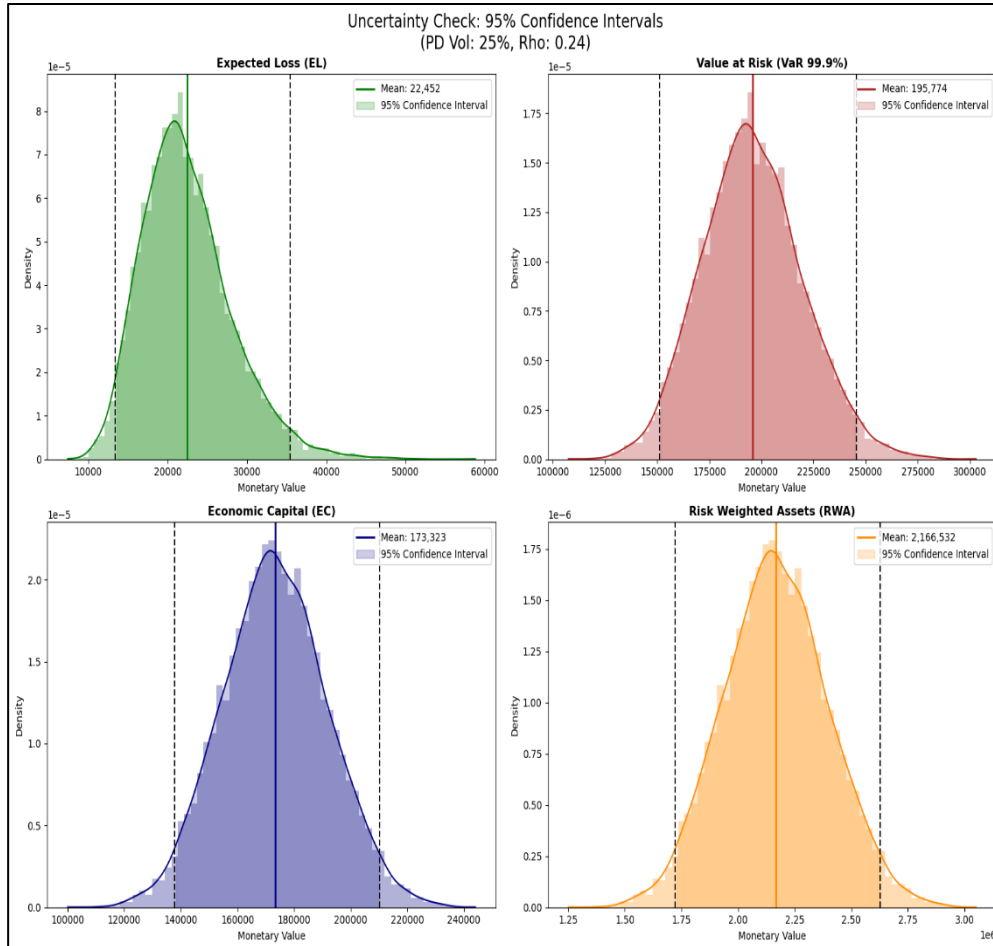 Uncertainty Check: 95% Confidence Intervals
(PD Vol: 25%, Rho: 0.24)
Expected Loss (EL)
1e-5
Mean: 22,452
95% Confidence Interval
8
7
6
5
4
3
2
1
0
Density
10000 20000 30000 40000 50000 60000
Monetary Value
Value at Risk (VaR 99.9%)
1e-5
Mean: 195,774
95% Confidence Interval
1.75
1.50
1.25
1.00
0.75
0.50
0.25
0.00
Density
100000 125000 150000 175000 200000 225000 250000 275000 300000
Monetary Value
Economic Capital (EC)
1e-5
Mean: 173,323
95% Confidence Interval
2.0
1.5
1.0
0.5
0.0
Density
100000 120000 140000 160000 180000 200000 220000 240000
Monetary Value
Risk Weighted Assets (RWA)
1e-6
Mean: 2,166,532
95% Confidence Interval
1.75
1.50
1.25
1.00
0.75
0.50
0.25
0.00
Density
1.25 1.50 1.75 2.00 2.25 2.50 2.75 3.00
Monetary Value
1e6